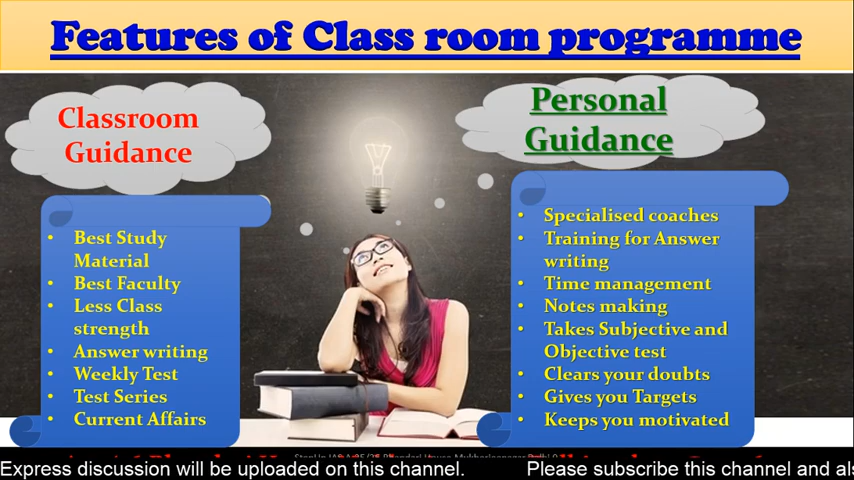 Features of Class room programme
Classroom
Guidance
• Best Study
Material
• Best Faculty
• Less Class
strength
• Answer writing
• Weekly Test
• Test Series
• Current Affairs
Personal
Guidance
• Specialised coaches
• Training for Answer
writing
• Time management
• Notes making
• Takes Subjective and
Objective test
• Clears your doubts
• Gives you Targets
• Keeps you motivated
Express discussion will be uploaded on this channel. Please subscribe this channel and als